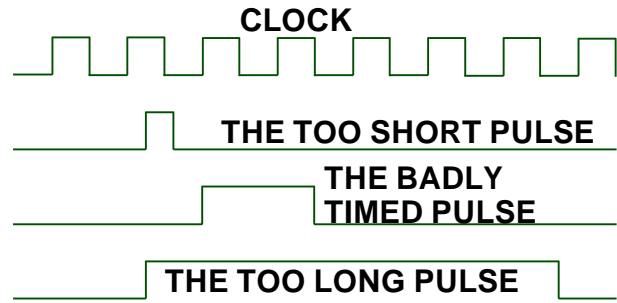 CLOCK
THE TOO SHORT PULSE
THE BADLY
TIMED PULSE
THE TOO LONG PULSE